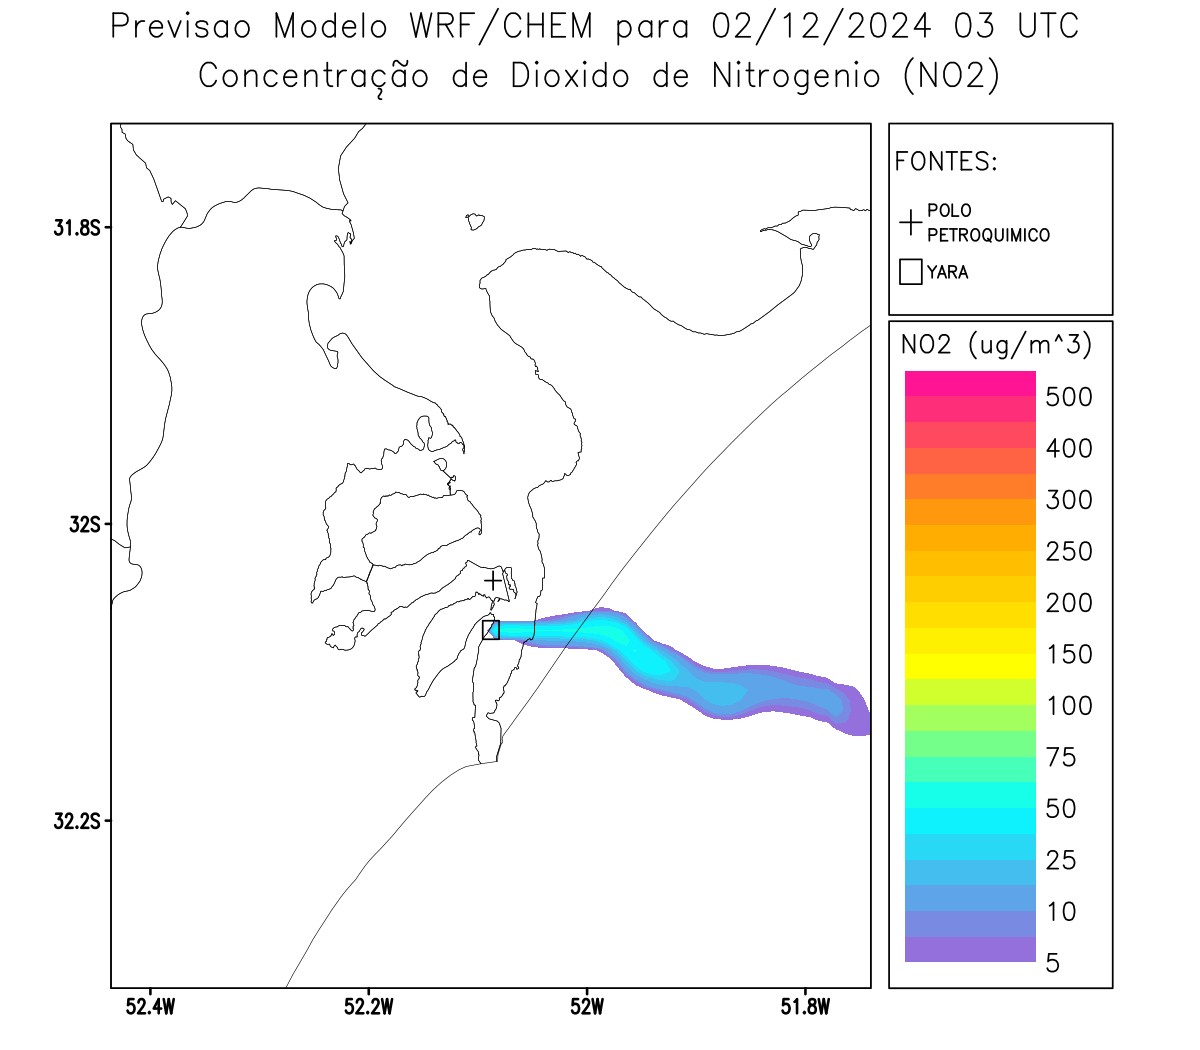 Previsao Modelo WRF/CHEM para 02/12/2024 03 UTC
Concentração de Dioxido de Nitrogenio (NO2)
FONTES:
POLO
PETROQUIMICO
YARA
NO2 (ug/m^3)
500
400
300
250
200
150
100
75
50
25
10
5
31.8S
32S
32.2S
52.4W
52.2W
52W
51.8W